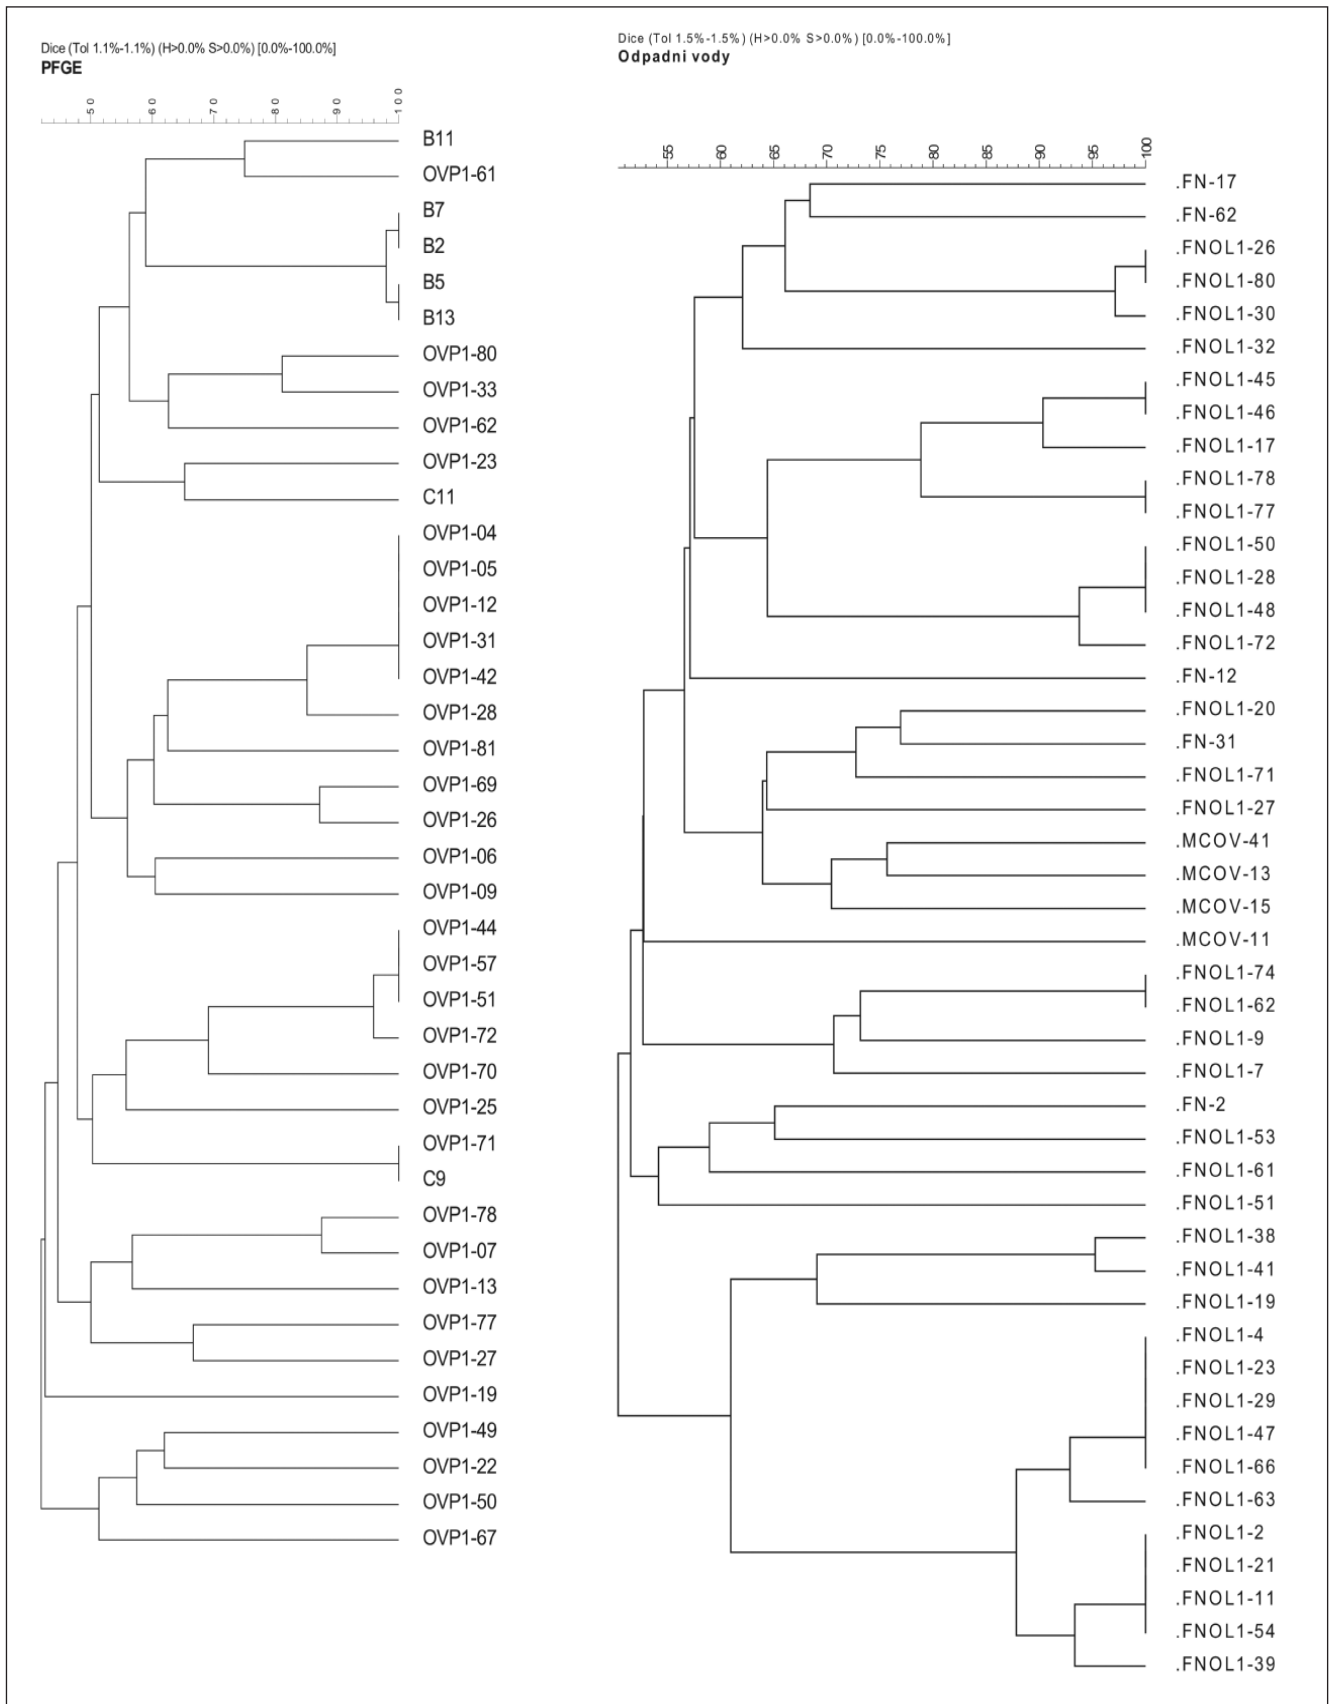 Dice (Tol 1.1%-1.1%) (H>0.0% S>0.0%) [0.0%-100.0%]
PFGE
50 60 70 80 90 100
B11
OVP1-61
B7
B2
B5
B13
OVP1-80
OVP1-33
OVP1-62
OVP1-23
C11
OVP1-04
OVP1-05
OVP1-12
OVP1-31
OVP1-42
OVP1-28
OVP1-81
OVP1-69
OVP1-26
OVP1-06
OVP1-09
OVP1-44
OVP1-57
OVP1-51
OVP1-72
OVP1-70
OVP1-25
OVP1-71
C9
OVP1-78
OVP1-07
OVP1-13
OVP1-77
OVP1-27
OVP1-19
OVP1-49
OVP1-22
OVP1-50
OVP1-67
Dice (Tol 1.5%-1.5%) (H>0.0% S>0.0%) [0.0%-100.0%]
Odpadni vody
55 60 65 70 75 80 85 90 95 100
.FN-17
.FN-62
.FNOL1-26
.FNOL1-80
.FNOL1-30
.FNOL1-32
.FNOL1-45
.FNOL1-46
.FNOL1-17
.FNOL1-78
.FNOL1-77
.FNOL1-50
.FNOL1-28
.FNOL1-48
.FNOL1-72
.FN-12
.FNOL1-20
.FN-31
.FNOL1-71
.FNOL1-27
.MCOV-41
.MCOV-13
.MCOV-15
.MCOV-11
.FNOL1-74
.FNOL1-62
.FNOL1-9
.FNOL1-7
.FN-2
.FNOL1-53
.FNOL1-61
.FNOL1-51
.FNOL1-38
.FNOL1-41
.FNOL1-19
.FNOL1-4
.FNOL1-23
.FNOL1-29
.FNOL1-47
.FNOL1-66
.FNOL1-63
.FNOL1-2
.FNOL1-21
.FNOL1-11
.FNOL1-54
.FNOL1-39